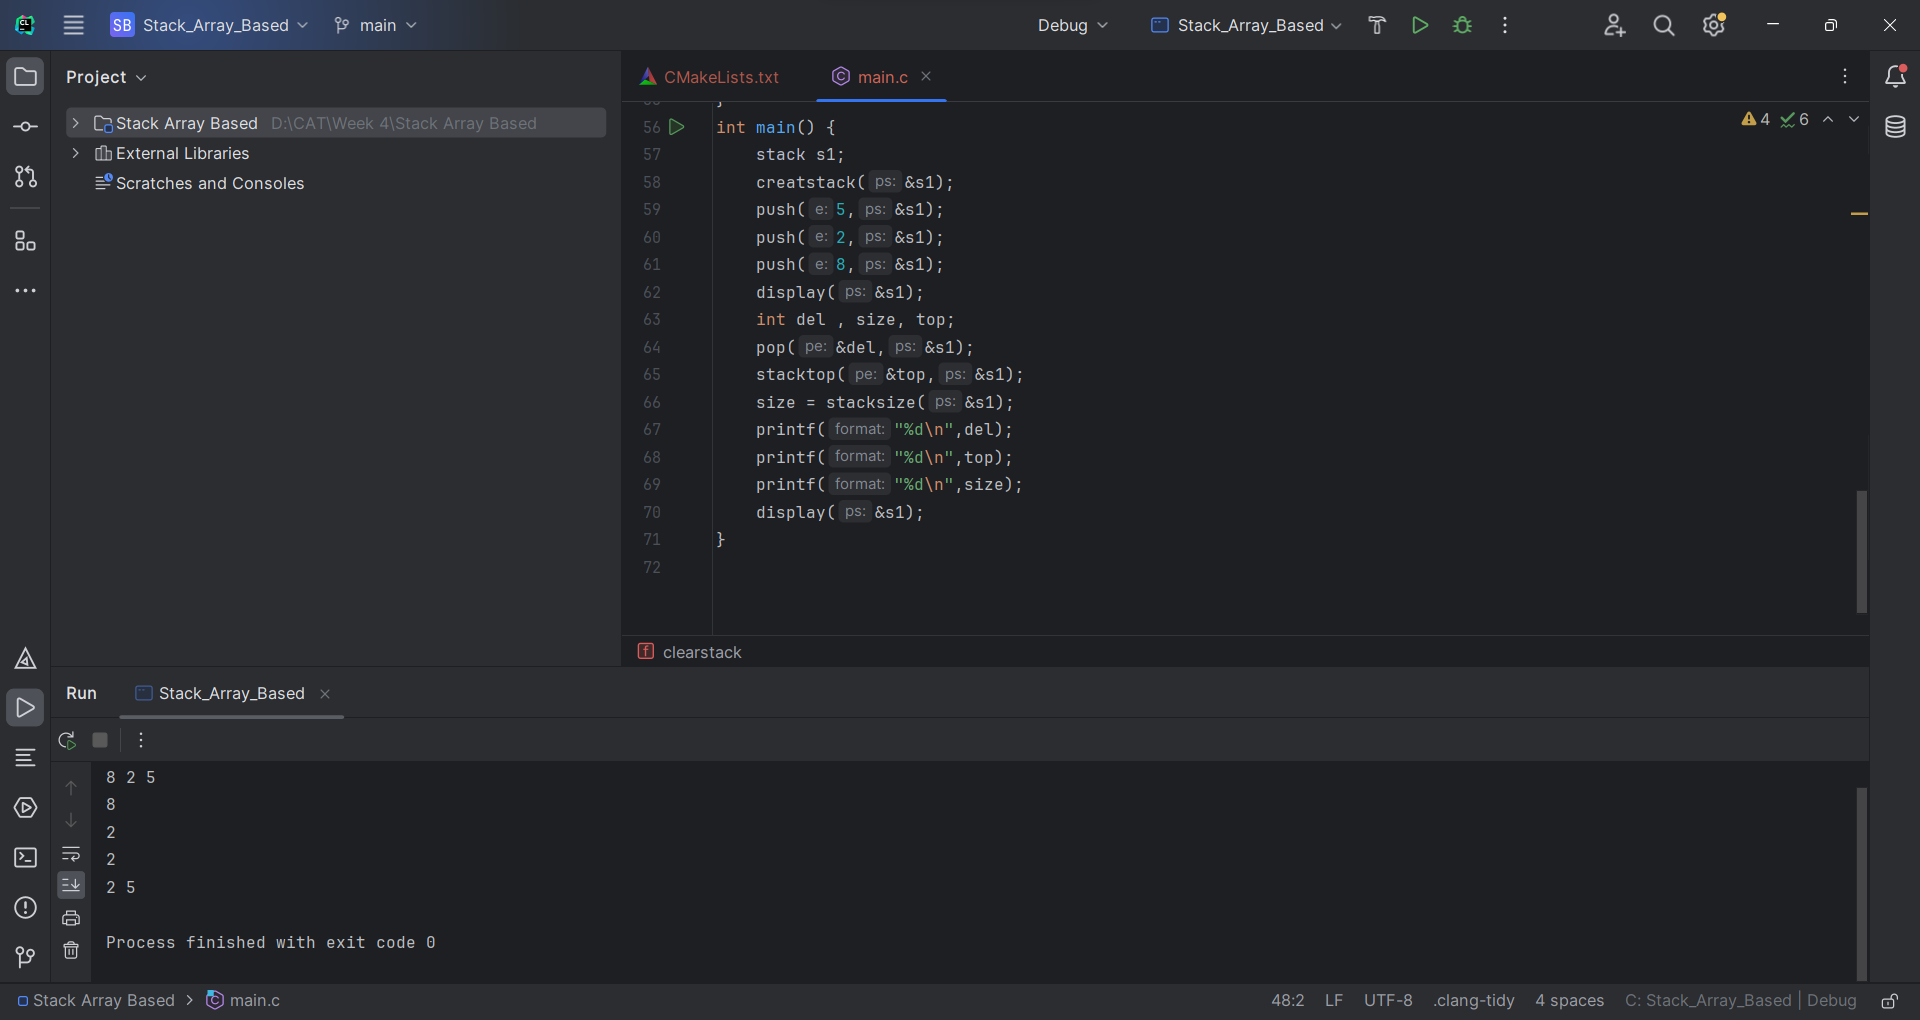 SB Stack_Array_Based main Debug Stack_Array_Based
Project
Stack Array Based D:\CAT\Week 4\Stack Array Based
External Libraries
Scratches and Consoles
CMakeLists.txt main.c
4 6
56 int main() {
57 stack s1;
58 creatstack( ps: &s1);
59 push( e: 5, ps: &s1);
60 push( e: 2, ps: &s1);
61 push( e: 8, ps: &s1);
62 display( ps: &s1);
63 int del , size, top;
64 pop( pe: &del, ps: &s1);
65 stacktop( pe: &top, ps: &s1);
66 size = stacksize( ps: &s1);
67 printf( format: "%d\n",del);
68 printf( format: "%d\n",top);
69 printf( format: "%d\n",size);
70 display( ps: &s1);
71 }
72
f clearstack
Run Stack_Array_Based
8 2 5
8
2
2
2 5
Process finished with exit code 0
Stack Array Based > main.c 48:2 LF UTF-8 .clang-tidy 4 spaces C: Stack_Array_Based | Debug